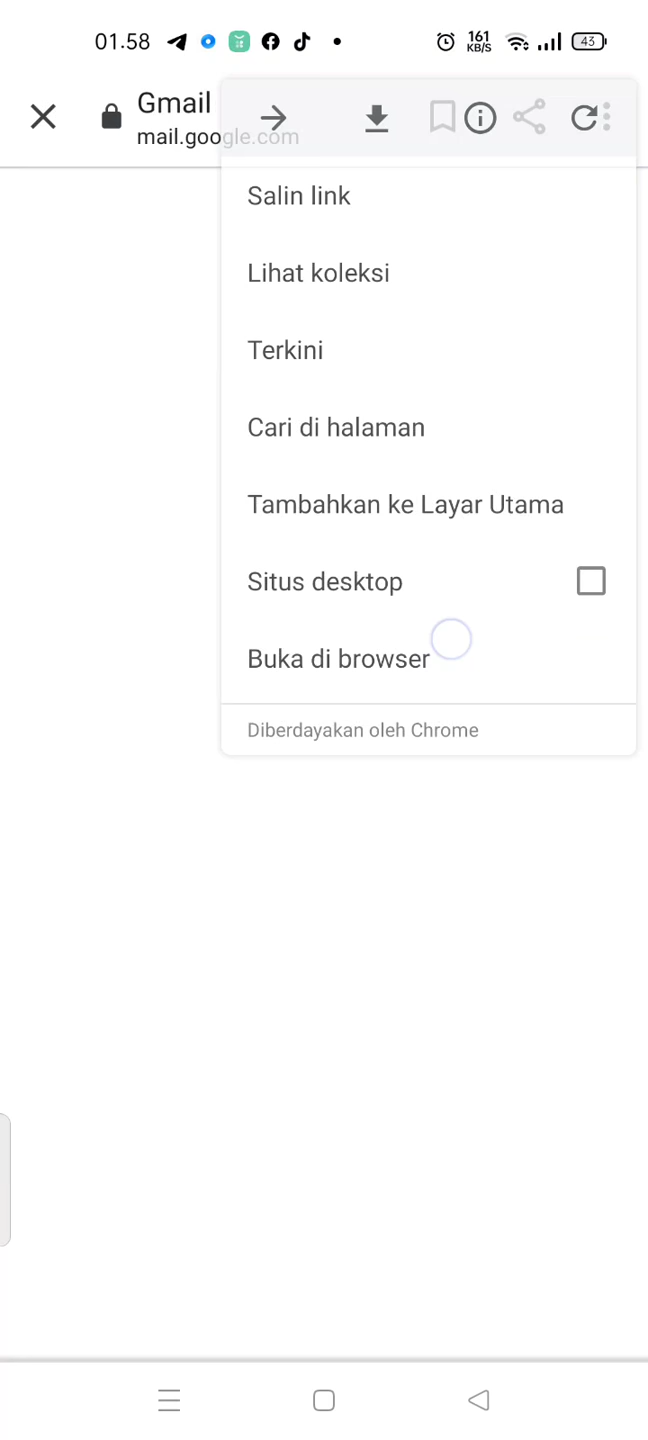 01.58
161
KB/S
43
Gmail
mail.google.com
Salin link
Lihat koleksi
Terkini
Cari di halaman
Tambahkan ke Layar Utama
Situs desktop
Buka di browser
Diberdayakan oleh Chrome